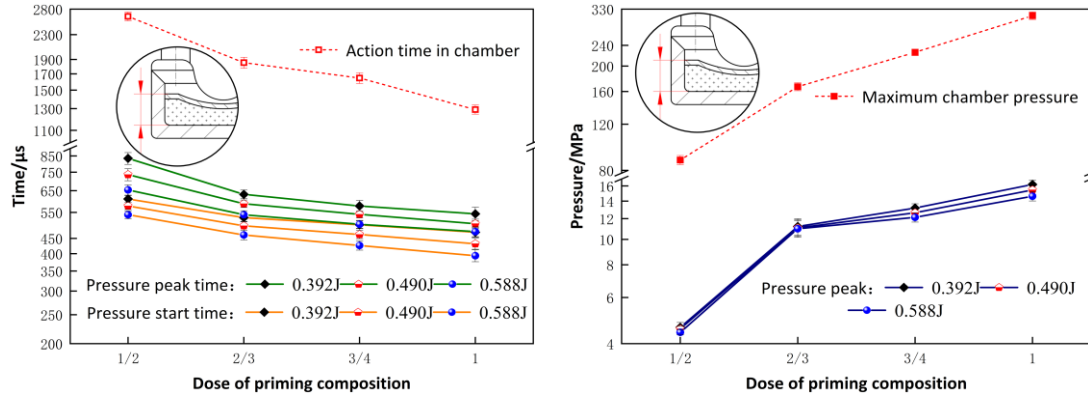 2800
1900
1700
1500
1300
1100
850
750
650
550
450
400
350
300
250
200
Time/μs
Action time in chamber
Pressure peak time: 0.392J 0.490J 0.588J
Pressure start time: 0.392J 0.490J 0.588J
1/2 2/3 3/4 1
Dose of priming composition
330
240
200
160
120
80
16
14
12
10
8
6
4
Pressure/MPa
Maximum chamber pressure
Pressure peak: 0.392J 0.490J
0.588J
1/2 2/3 3/4 1
Dose of priming composition